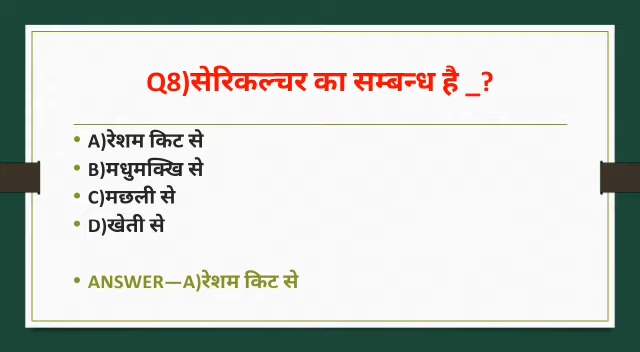 Q8)सेरिकल्चर का सम्बन्ध है _?
• A)रेशम किट से
• B)मधुमक्खि से
• C)मछली से
• D)खेती से
• ANSWER—A)रेशम किट से